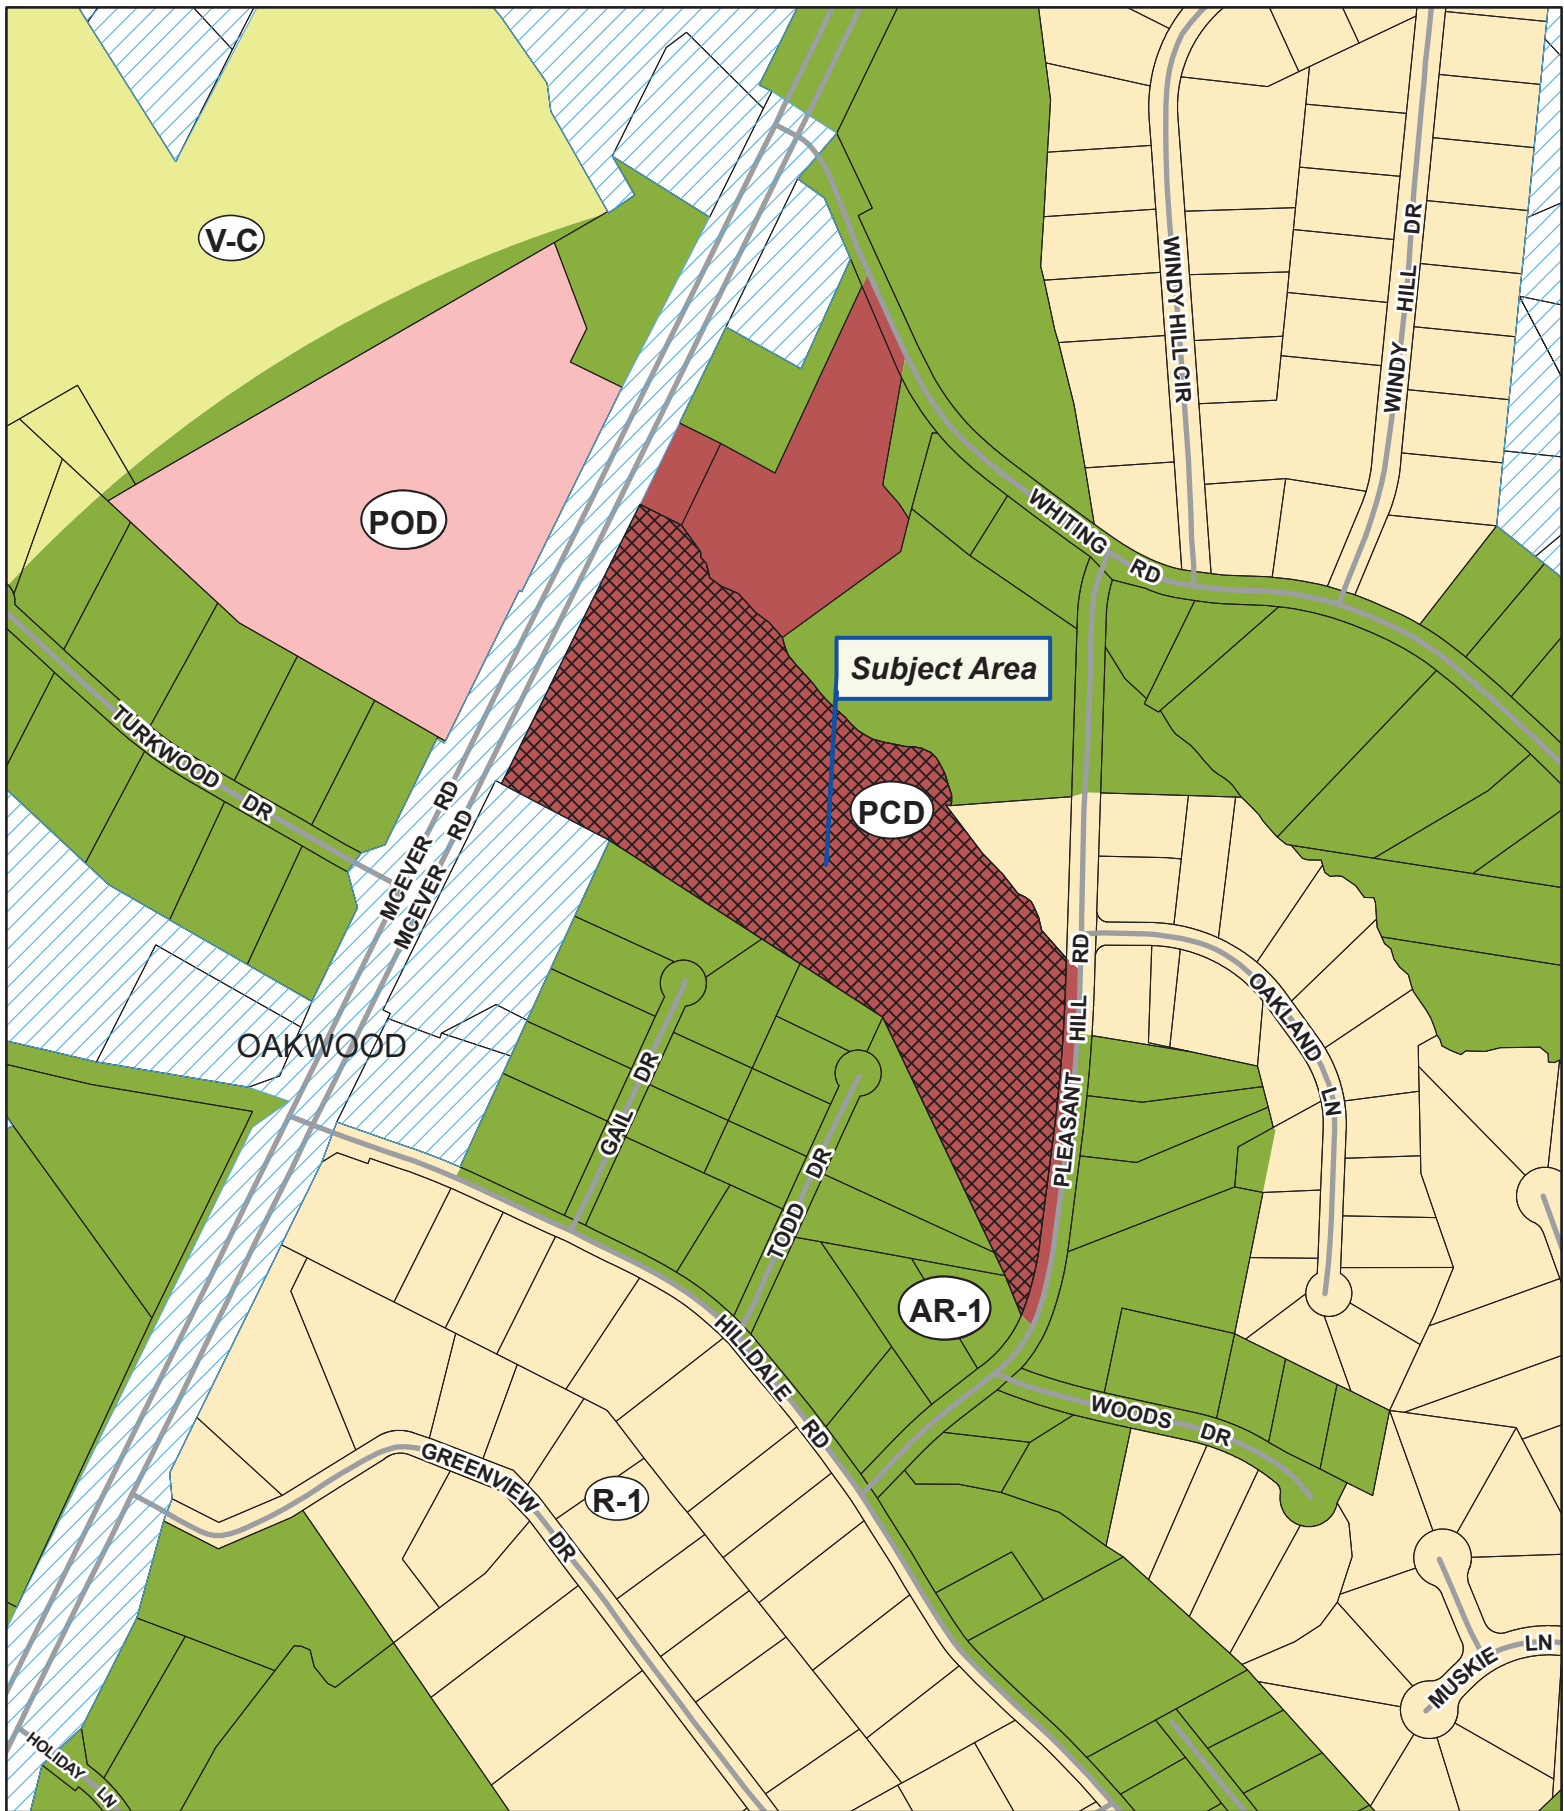 V-C
WINDY HILL CIR
WINDY HILL DR
POD
WHITING RD
Subject Area
TURKWOOD DR
PCD
MCEVER RD
MCEVER RD
OAKWOOD
PLEASANT HILL RD
OAKLAND LN
GAIL DR
TODD DR
AR-1
HILLDALE RD
WOODS DR
GREENVIEW DR
R-1
MUSKIE LN
HOLIDAY LN